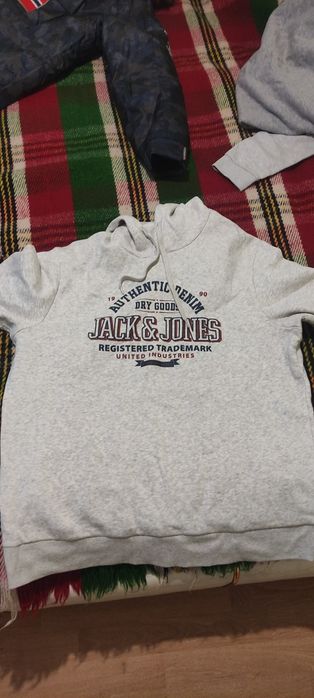 AUTHENTIC DENIM
19 90
DRY GOODS
JACK & JONES
REGISTERED TRADEMARK
UNITED INDUSTRIES